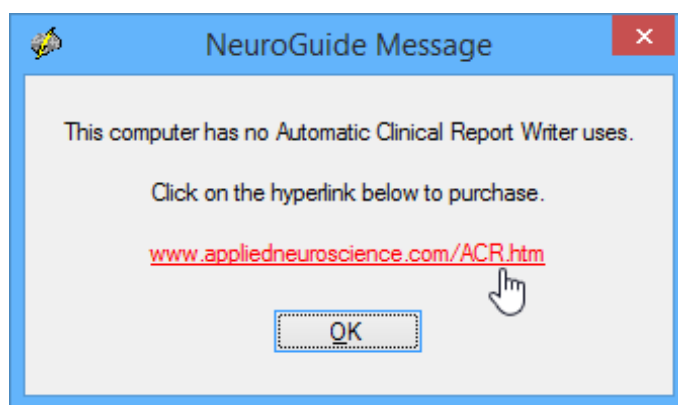 NeuroGuide Message
This computer has no Automatic Clinical Report Writer uses.
Click on the hyperlink below to purchase.
www.appliedneuroscience.com/ACR.htm
OK